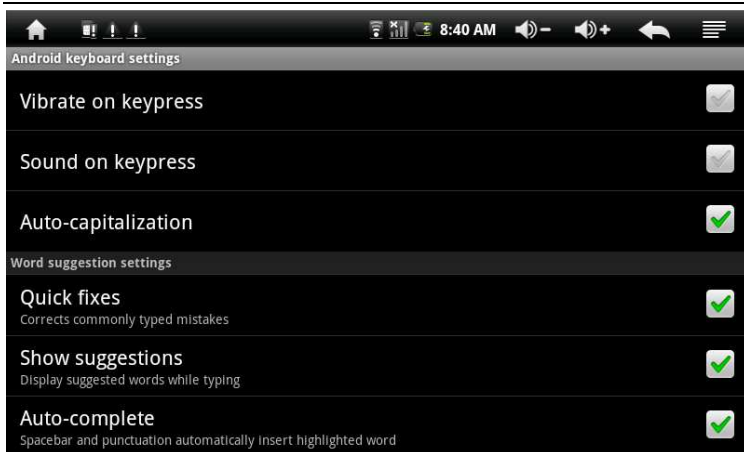 8:40 AM
Android keyboard settings
Vibrate on keypress
Sound on keypress
Auto-capitalization
Word suggestion settings
Quick fixes
Corrects commonly typed mistakes
Show suggestions
Display suggested words while typing
Auto-complete
Spacebar and punctuation automatically insert highlighted word